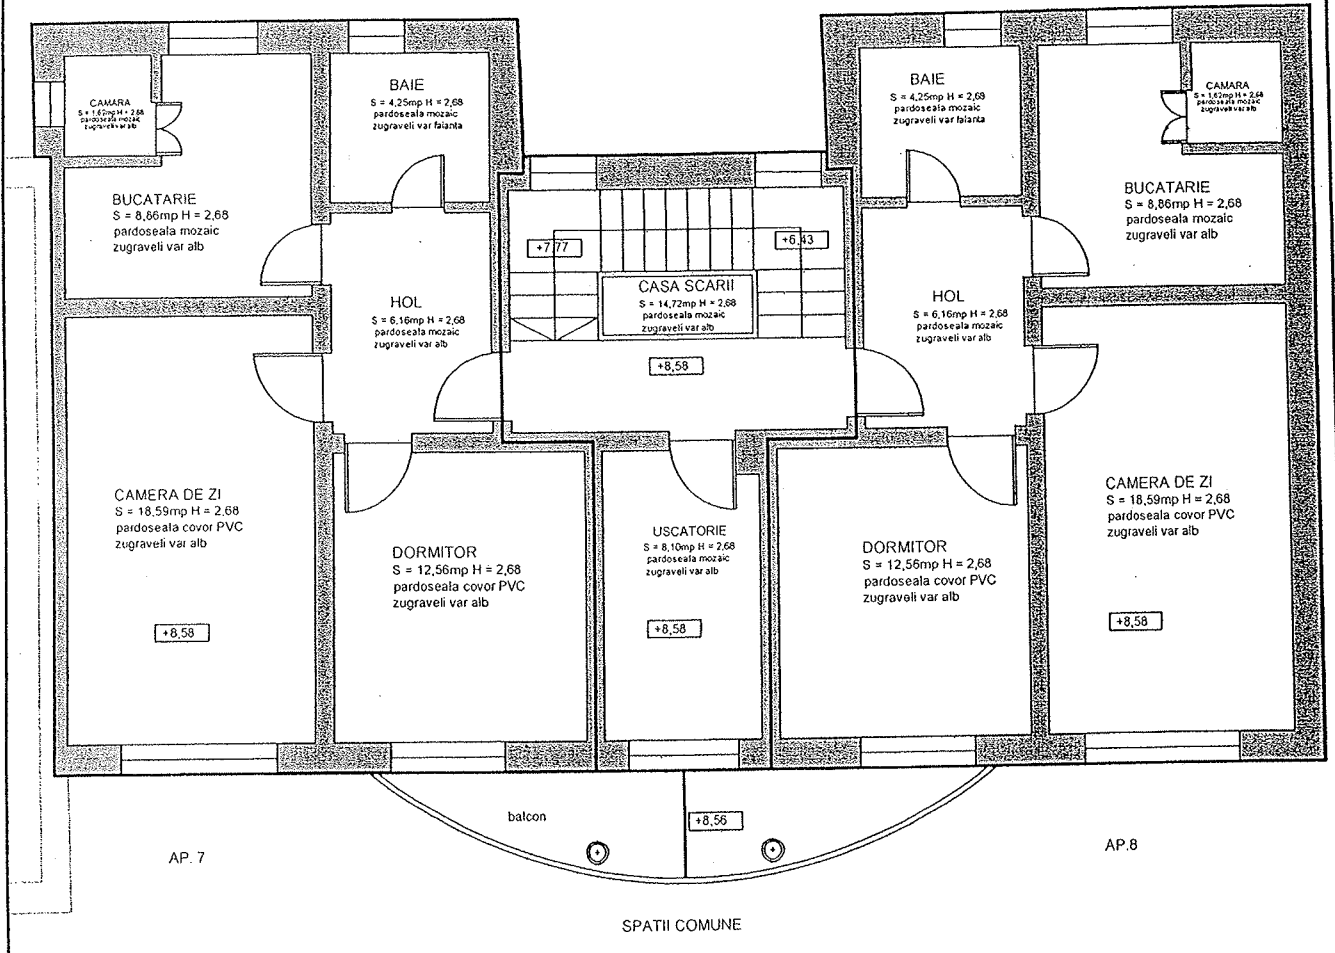 CAMARA
S = 1,62mp H = 2,68
pardoseala mozaic
zugraveli var alb
BAIE
S = 4,25mp H = 2,68
pardoseala mozaic
zugraveli var faianta
BUCATARIE
S = 8,86mp H = 2,68
pardoseala mozaic
zugraveli var alb
HOL
S = 6,16mp H = 2,68
pardoseala mozaic
zugraveli var alb
+7,77
+6,43
CASA SCARII
S = 14,72mp H = 2,68
pardoseala mozaic
zugraveli var alb
+8,58
BAIE
S = 4,25mp H = 2,68
pardoseala mozaic
zugraveli var faianta
CAMARA
S = 1,62mp H = 2,68
pardoseala mozaic
zugraveli var alb
BUCATARIE
S = 8,86mp H = 2,68
pardoseala mozaic
zugraveli var alb
HOL
S = 6,16mp H = 2,68
pardoseala mozaic
zugraveli var alb
CAMERA DE ZI
S = 18,59mp H = 2,68
pardoseala covor PVC
zugraveli var alb
+8,58
DORMITOR
S = 12,56mp H = 2,68
pardoseala covor PVC
zugraveli var alb
USCATORIE
S = 8,10mp H = 2,68
pardoseala mozaic
zugraveli var alb
+8,58
DORMITOR
S = 12,56mp H = 2,68
pardoseala covor PVC
zugraveli var alb
CAMERA DE ZI
S = 18,59mp H = 2,68
pardoseala covor PVC
zugraveli var alb
+8,58
balcon
+8,56
AP. 7
AP.8
SPATII COMUNE